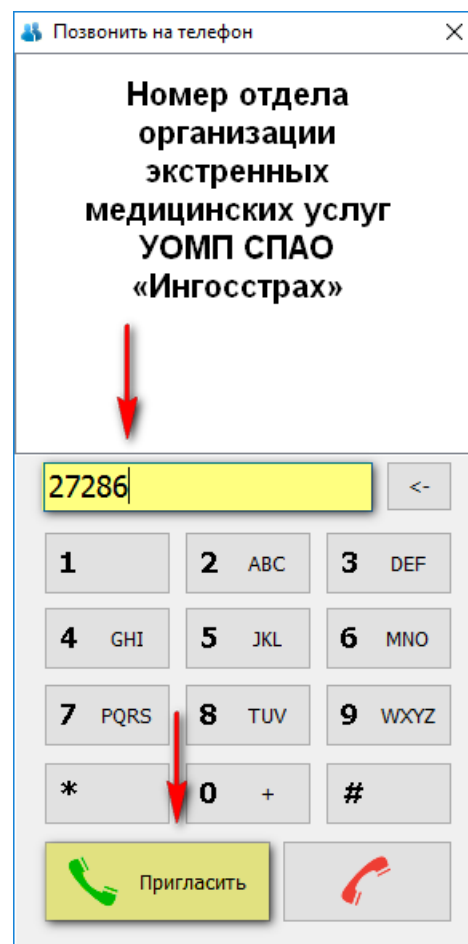 Позвонить на телефон
Номер отдела
организации
экстренных
медицинских услуг
УОМП СПАО
«Ингосстрах»
27286 <-
1 2 ABC 3 DEF
4 GHI 5 JKL 6 MNO
7 PQRS 8 TUV 9 WXYZ
* 0 + #
Пригласить